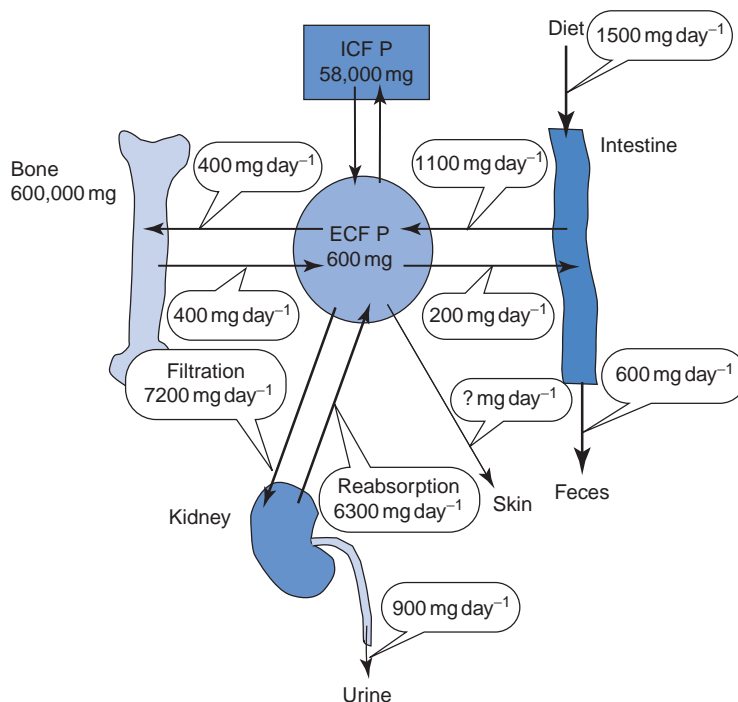 ICF P
58,000 mg
Diet
1500 mg day⁻¹
Intestine
Bone
600,000 mg
400 mg day⁻¹
1100 mg day⁻¹
ECF P
600 mg
400 mg day⁻¹
200 mg day⁻¹
Filtration
7200 mg day⁻¹
600 mg day⁻¹
? mg day⁻¹
Reabsorption
6300 mg day⁻¹
Kidney
Skin
Feces
900 mg day⁻¹
Urine